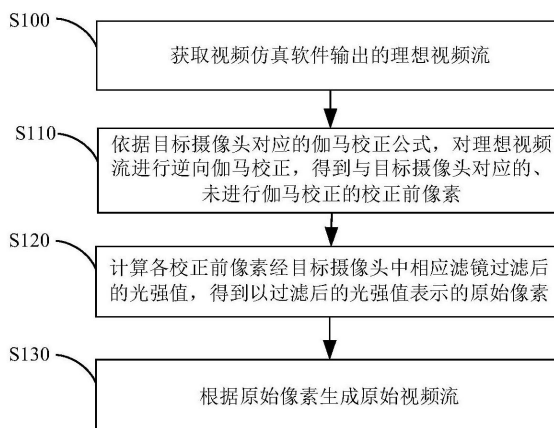 S100
获取视频仿真软件输出的理想视频流
S110
依据目标摄像头对应的伽马校正公式，对理想视频
流进行逆向伽马校正，得到与目标摄像头对应的、
未进行伽马校正的校正前像素
S120
计算各校正前像素经目标摄像头中相应滤镜过滤后
的光强值，得到以过滤后的光强值表示的原始像素
S130
根据原始像素生成原始视频流